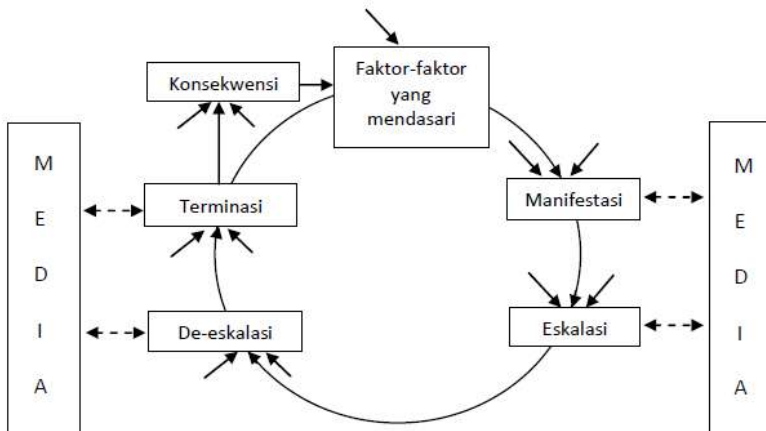 Faktor-faktor
yang
mendasari
Konsekwensi
M
E
D
I
A
Terminasi
De-eskalasi
Manifestasi
Eskalasi
M
E
D
I
A